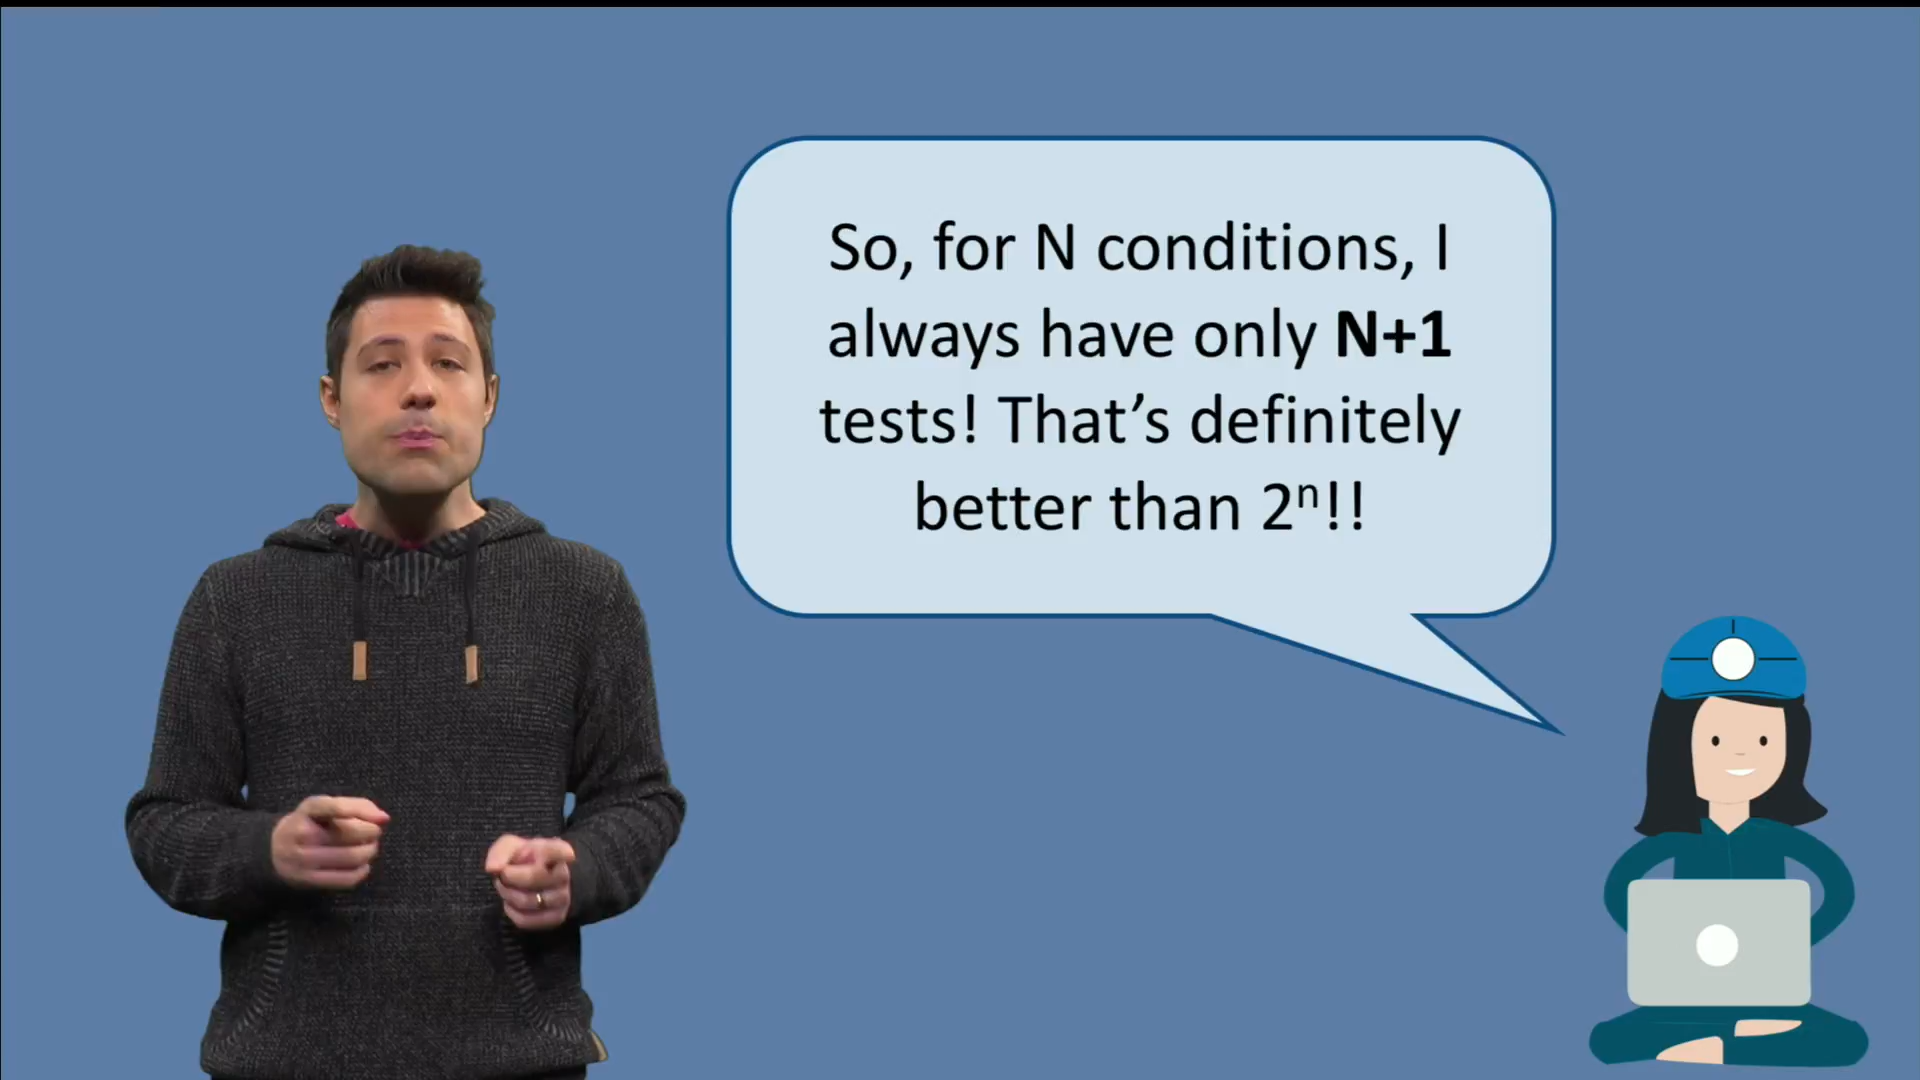 So, for N conditions, I
always have only N+1
tests! That’s definitely
better than 2ⁿ!!